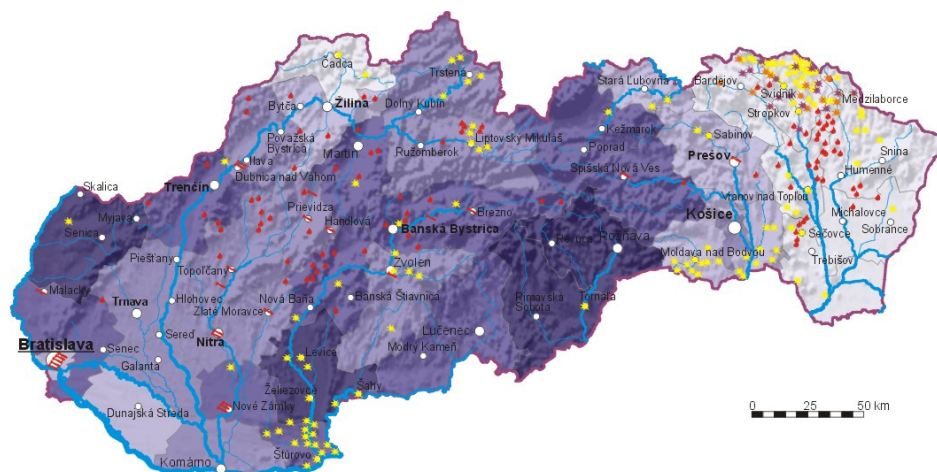 Čadca
Trstená
Stará Ľubovňa
Bardejov
Svidník
Medzilaborce
Stropkov
Bytča
Žilina
Dolný Kubín
Považská
Bystrica
Martin
Ružomberok
Liptovský Mikuláš
Kežmarok
Poprad
Sabinov
Prešov
Snina
Humenné
Ilava
Dubnica nad Váhom
Spišská Nová Ves
Skalica
Trenčín
Prievidza
Handlová
Brezno
Vranov nad Topľou
Michalovce
Košice
Myjava
Senica
Banská Bystrica
Rožňava
Sečovce
Sobrance
Piešťany
Topoľčany
Zvolen
Moldava nad Bodvou
Trebišov
Malacky
Trnava
Hlohovec
Zlaté Moravce
Nová Baňa
Banská Štiavnica
Rimavská
Sobota
Tornaľa
Bratislava
Senec
Sereď
Nitra
Lučenec
Galanta
Levice
Modrý Kameň
Dunajská Streda
Nové Zámky
Želiezovce
Šahy
Štúrovo
Komárno
0 25 50 km